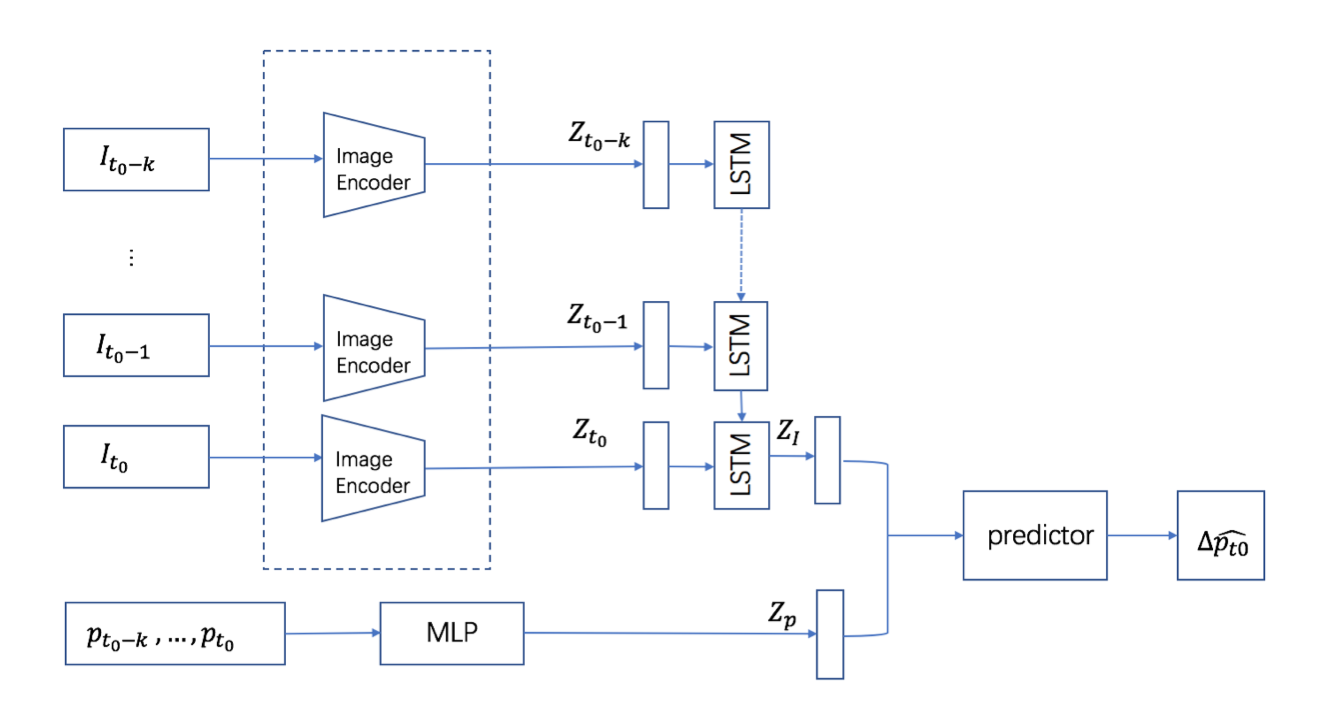 I_{t_0-k}
Image
Encoder
Z_{t_0-k}
LSTM
⋮
I_{t_0-1}
Image
Encoder
Z_{t_0-1}
LSTM
I_{t_0}
Image
Encoder
Z_{t_0}
LSTM
Z_I
predictor
Δ\widehat{p_{t0}}
p_{t_0-k} , ..., p_{t_0}
MLP
Z_p